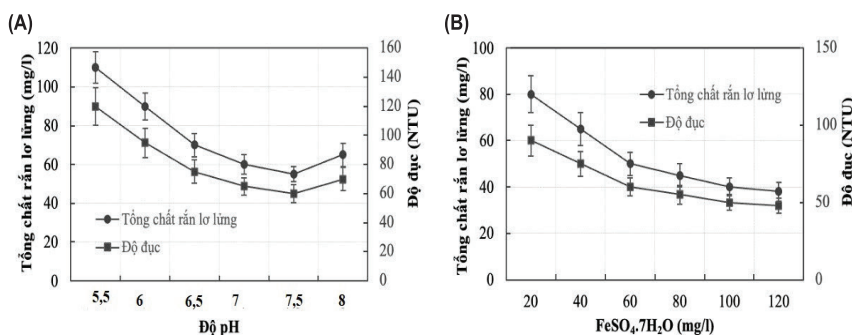 (A)
Tổng chất rắn lơ lửng (mg/l)
120
100
80
60
40
20
0
Tổng chất rắn lơ lửng
Độ đục
160
140
120
100
80
60
40
20
0
Độ đục (NTU)
5,5 6 6,5 7 7,5 8
Độ pH
(B)
Tổng chất rắn lơ lửng (mg/l)
100
80
60
40
20
0
Tổng chất rắn lơ lửng
Độ đục
150
100
50
0
Độ đục (NTU)
20 40 60 80 100 120
FeSO₄.7H₂O (mg/l)